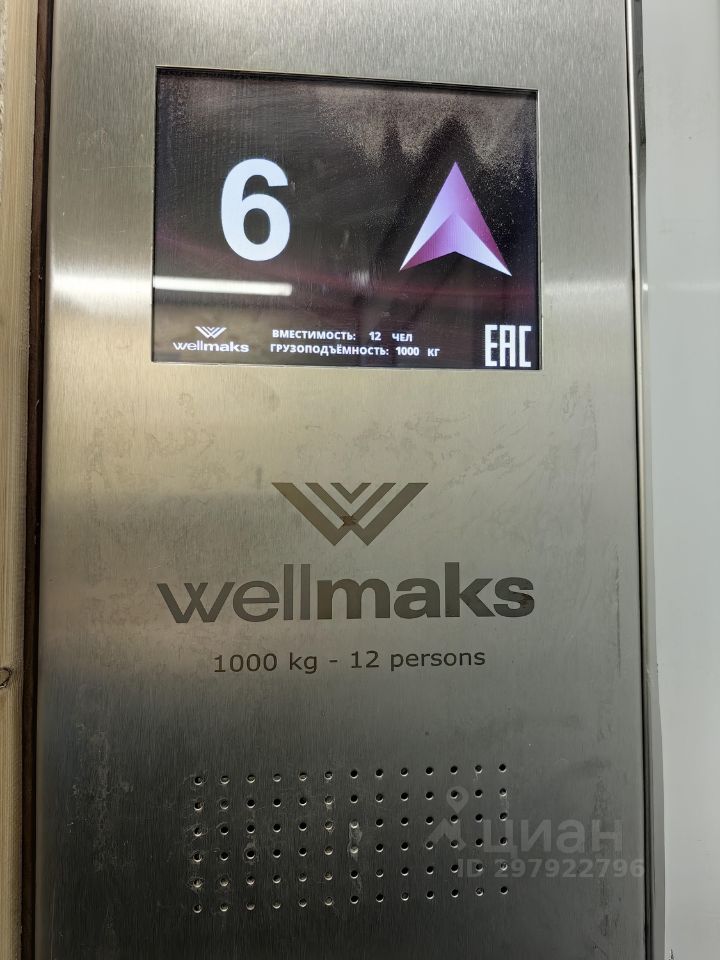 6
wellmaks
ВМЕСТИМОСТЬ: 12 ЧЕЛ
ГРУЗОПОДЪЁМНОСТЬ: 1000 КГ
EAC
wellmaks
1000 kg - 12 persons
циан
ID 297922796